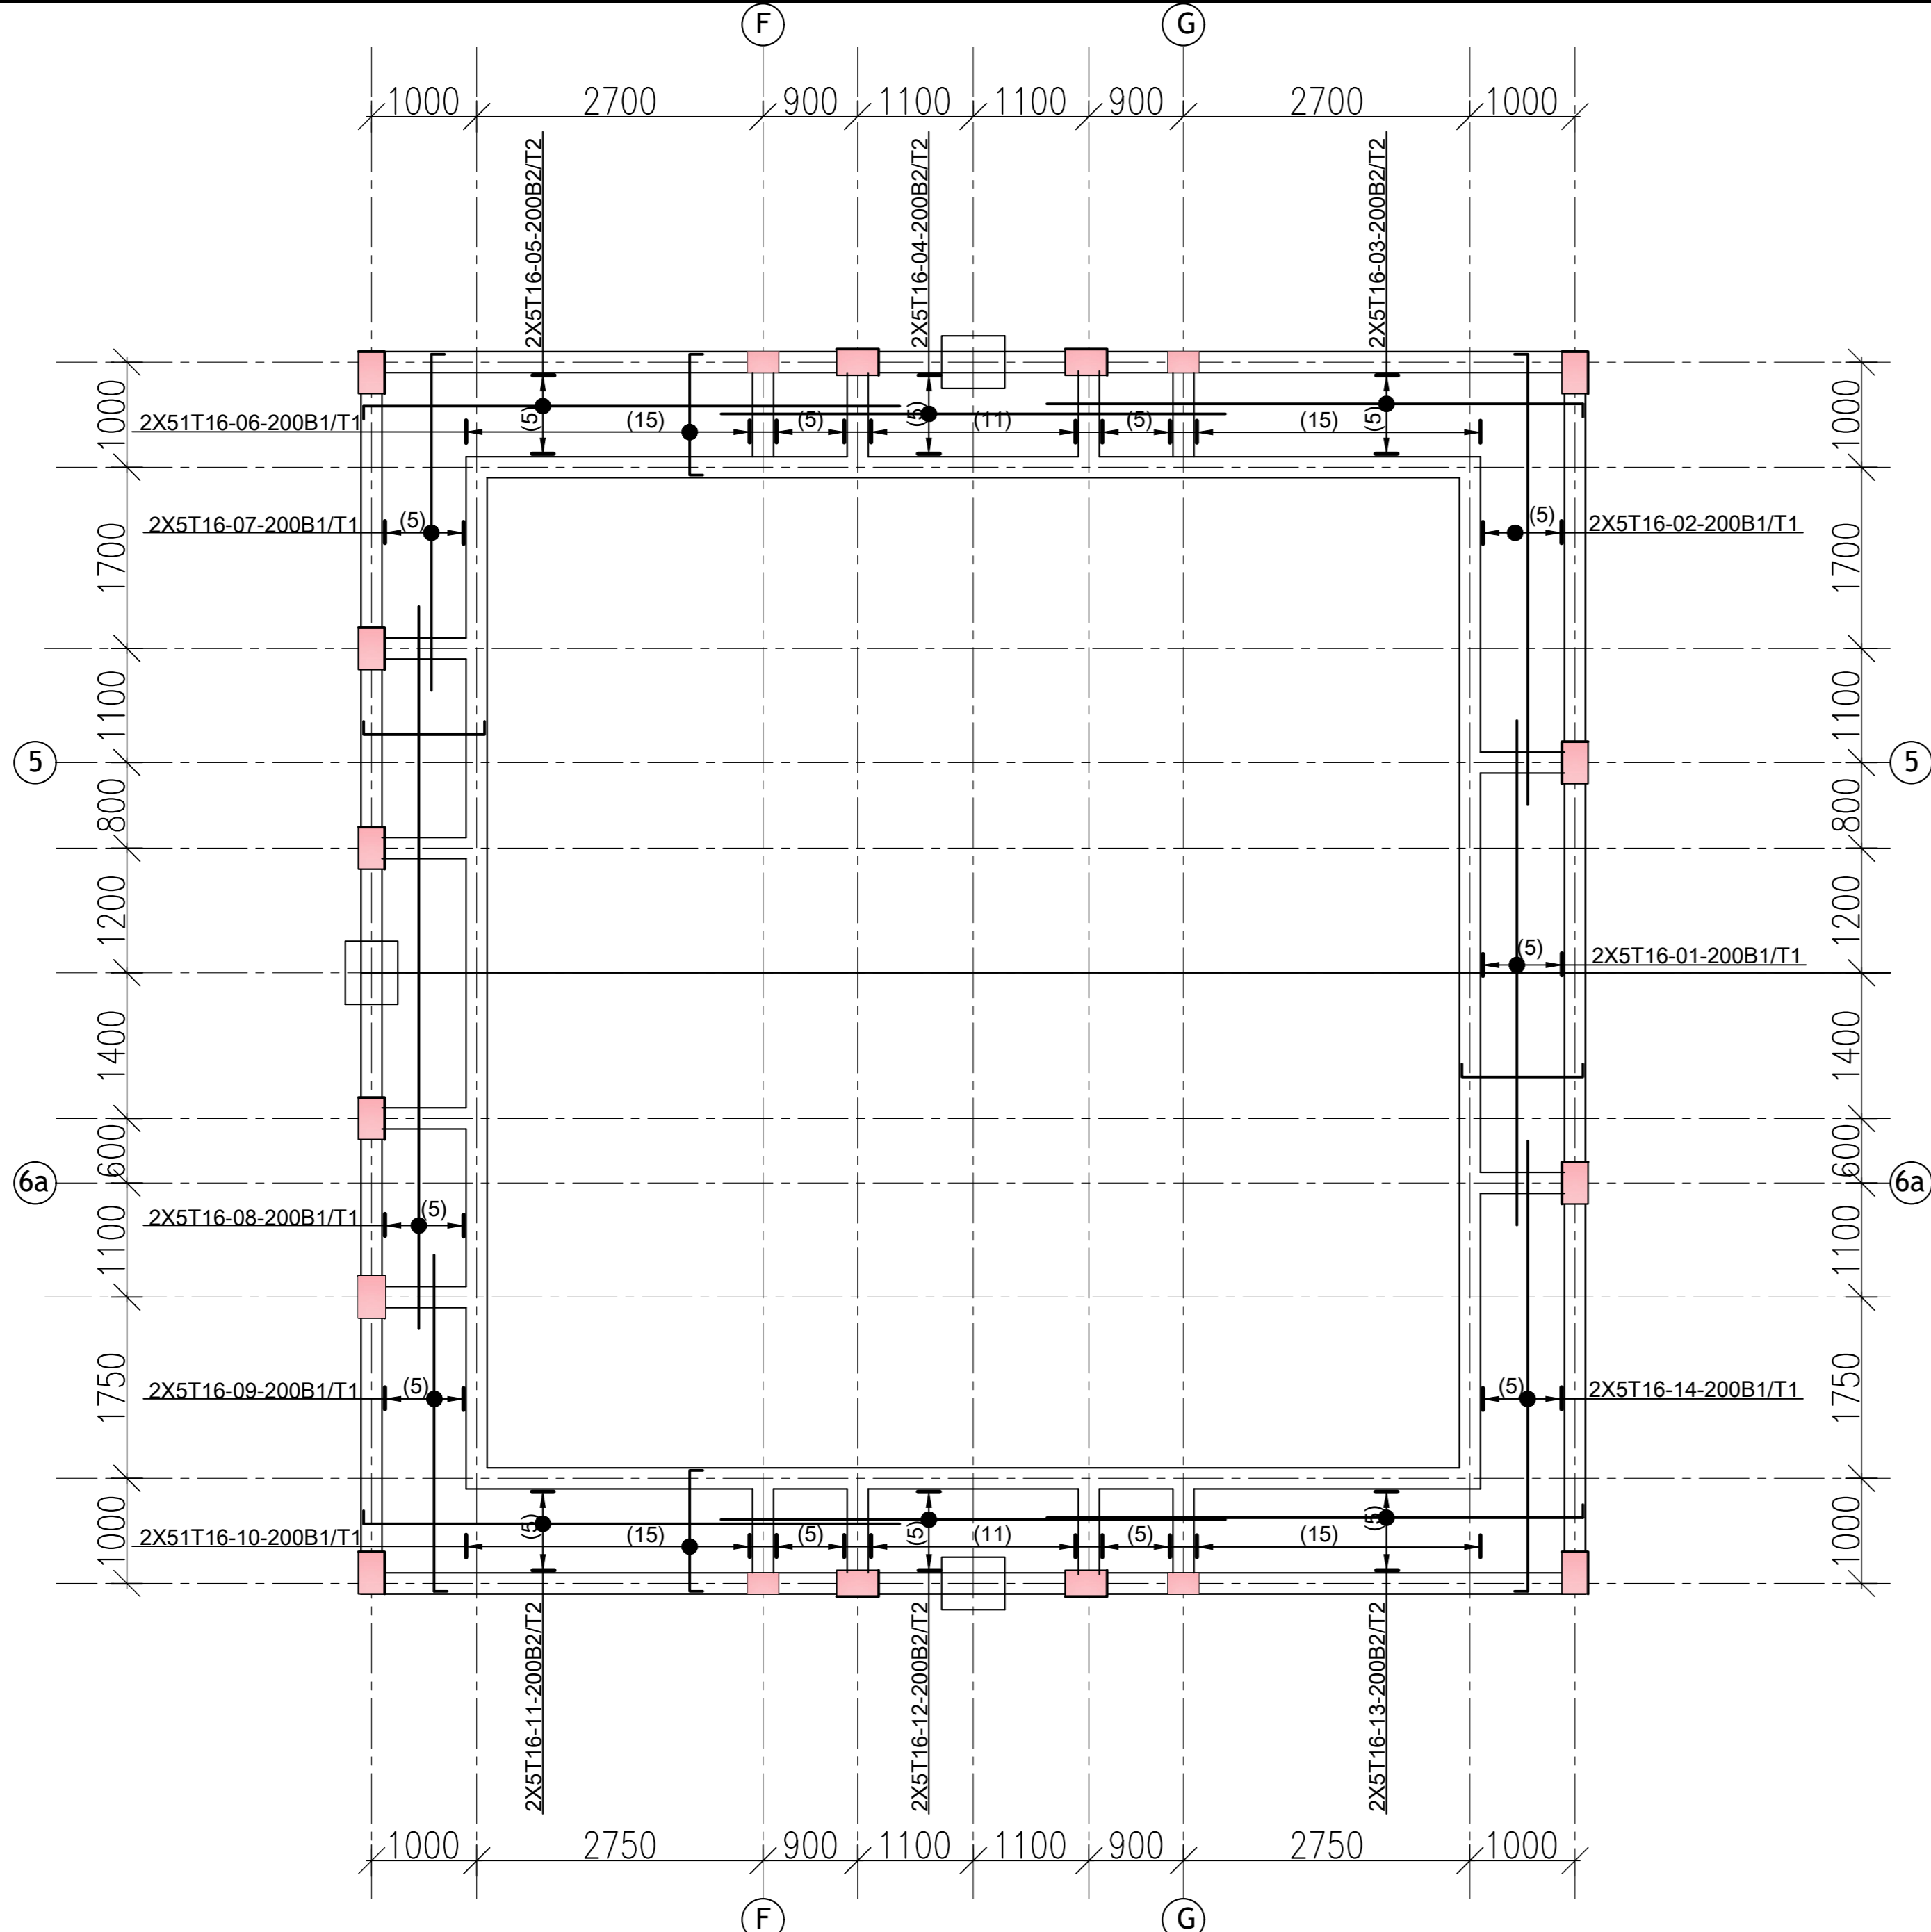 F G
1000 2700 900 1100 1100 900 2700 1000
2X5T16-05-200B2/T2
2X5T16-04-200B2/T2
2X5T16-03-200B2/T2
1000 1000
2X51T16-06-200B1/T1 (5) (15) (5) (5) (11) (5) (5) (15)
1700 1700
2X5T16-07-200B1/T1 (5) (5) 2X5T16-02-200B1/T1
1100 1100
5 5
800 800
1200 1200
(5) 2X5T16-01-200B1/T1
1400 1400
600 600
6a 6a
2X5T16-08-200B1/T1 (5)
1100 1100
1750 1750
2X5T16-09-200B1/T1 (5) (5) 2X5T16-14-200B1/T1
1000 1000
2X51T16-10-200B1/T1 (5) (15) (5) (5) (11) (5) (5) (15)
2X5T16-11-200B2/T2
2X5T16-12-200B2/T2
2X5T16-13-200B2/T2
1000 2750 900 1100 1100 900 2750 1000
F G